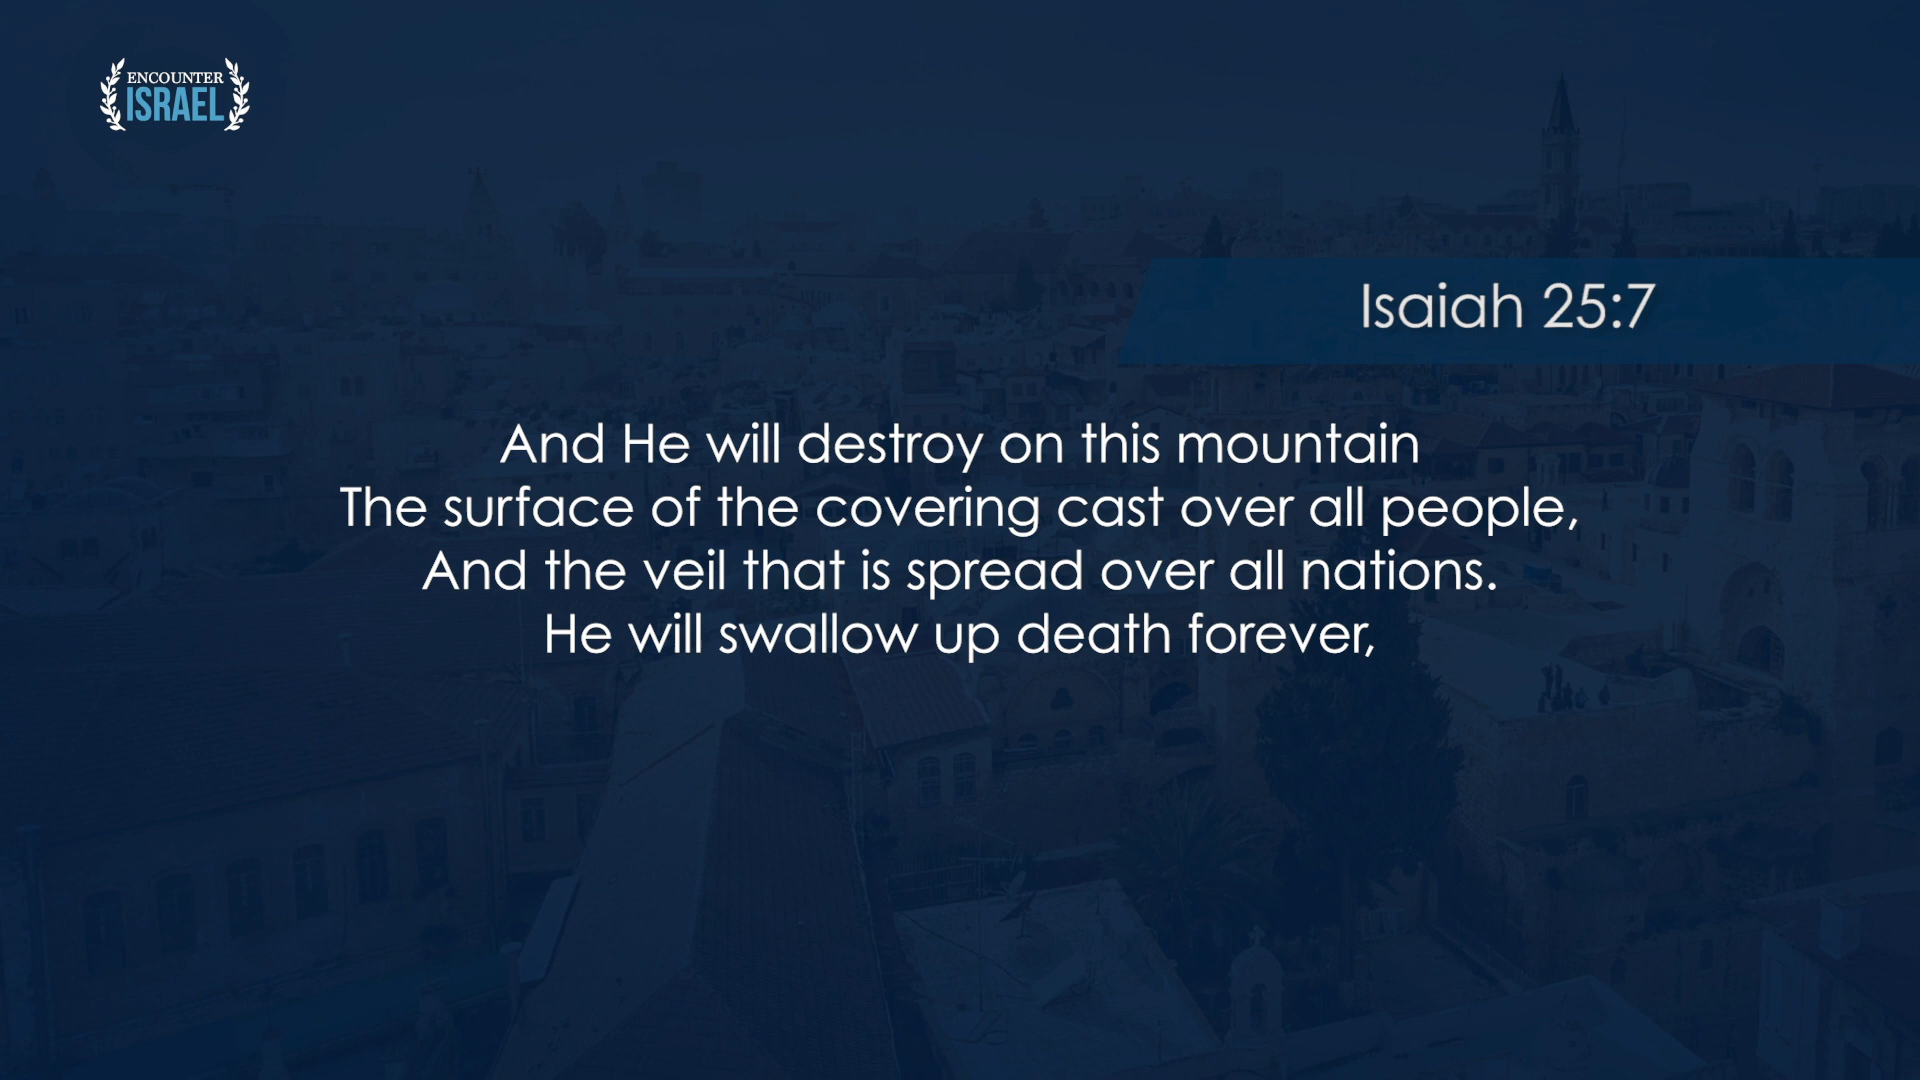 ENCOUNTER
ISRAEL
Isaiah 25:7
And He will destroy on this mountain
The surface of the covering cast over all people,
And the veil that is spread over all nations.
He will swallow up death forever,